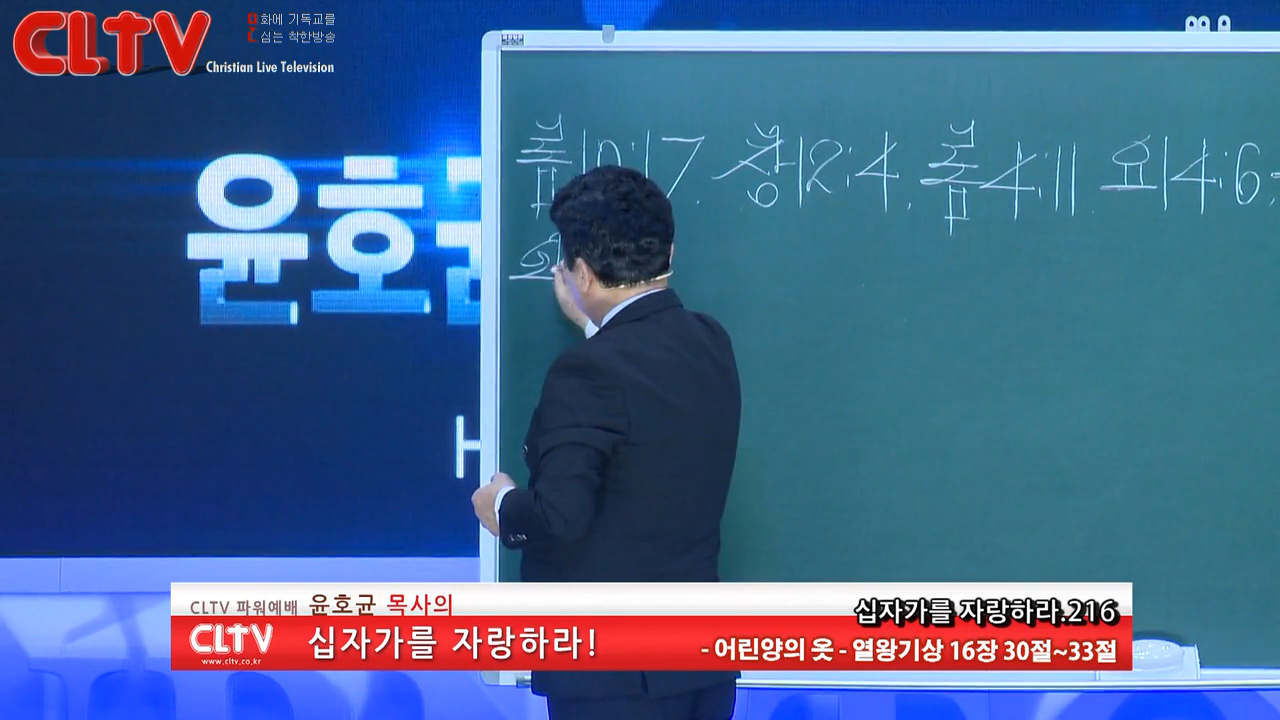 CLTV
문화에 기독교를
심는 착한방송
Christian Live Television
윤호
롬10:17. 창12:4, 롬4:11. 요14:6
CLTV 파워예배 윤호균 목사의
십자가를 자랑하라.216
CLTV
www.cltv.co.kr
십자가를 자랑하라!
- 어린양의 옷 - 열왕기상 16장 30절~33절